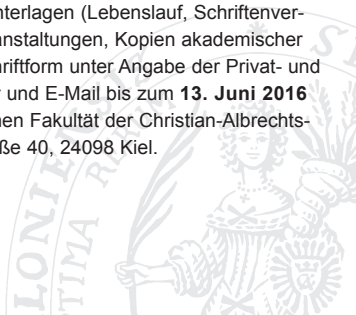 nterlagen (Lebenslauf, Schriftenver-
anstaltungen, Kopien akademischer
riftform unter Angabe der Privat- und
und E-Mail bis zum 13. Juni 2016
en Fakultät der Christian-Albrechts-
ße 40, 24098 Kiel.